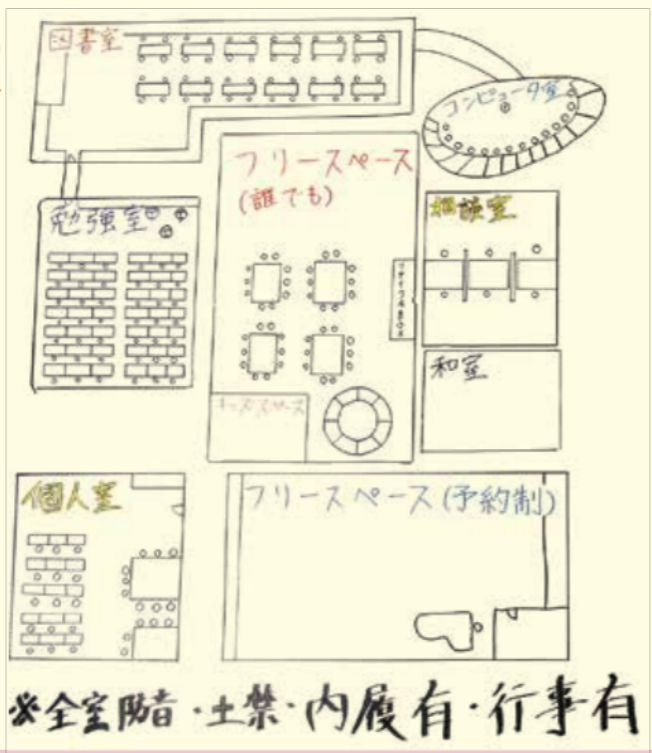 図書室
コンピュータ室
フリースペース
(誰でも)
勉強室
相談室
和室
キッズスペース
個人室
フリースペース(予約制)
※全室防音・土禁・内履有・行事有